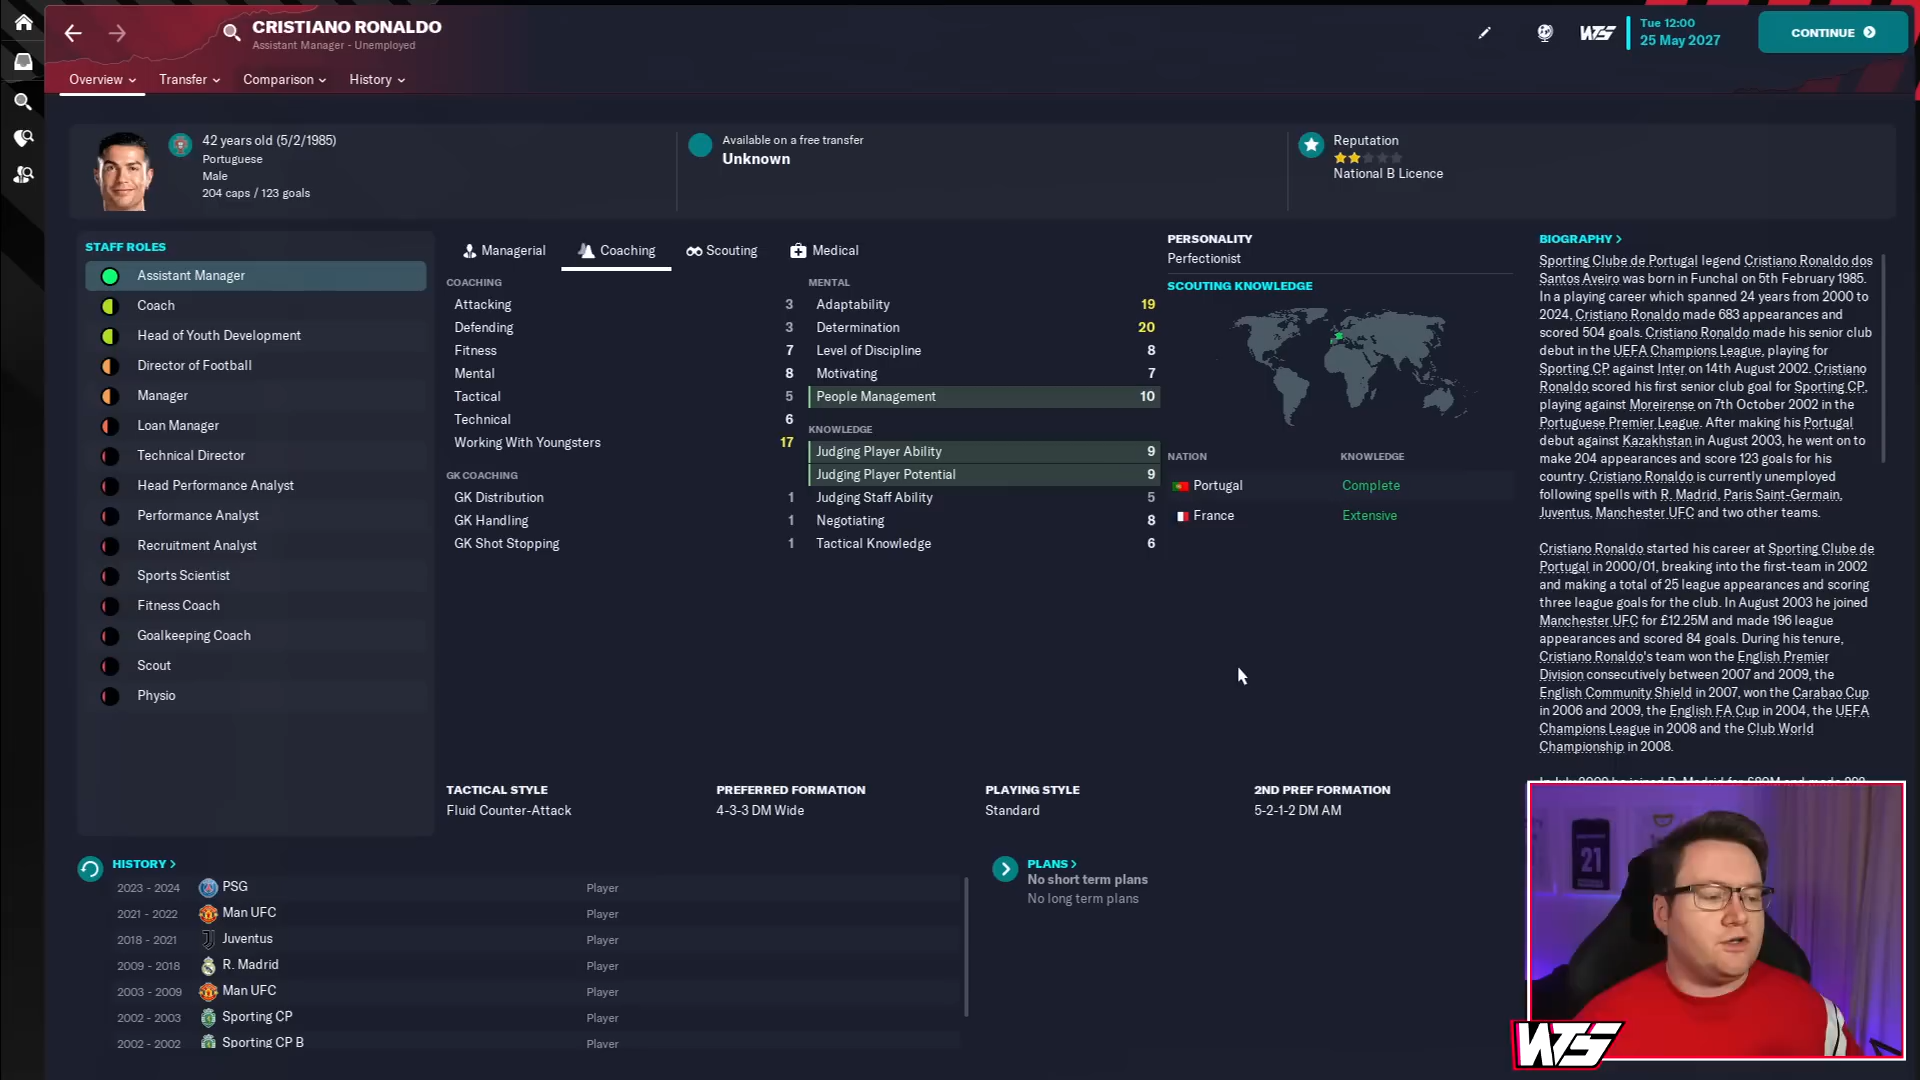 CRISTIANO RONALDO
Assistant Manager - Unemployed
Tue 12:00
25 May 2027
CONTINUE
Overview
Transfer
Comparison
History
42 years old (5/2/1985)
Portuguese
Male
204 caps / 123 goals
Available on a free transfer
Unknown
Reputation
National B Licence
STAFF ROLES
Assistant Manager
Coach
Head of Youth Development
Director of Football
Manager
Loan Manager
Technical Director
Head Performance Analyst
Performance Analyst
Recruitment Analyst
Sports Scientist
Fitness Coach
Goalkeeping Coach
Scout
Physio
Managerial
Coaching
Scouting
Medical
COACHING
Attacking 3
Defending 3
Fitness 7
Mental 8
Tactical 5
Technical 6
Working With Youngsters 17
GK COACHING
GK Distribution 1
GK Handling 1
GK Shot Stopping 1
MENTAL
Adaptability 19
Determination 20
Level of Discipline 8
Motivating 7
People Management 10
KNOWLEDGE
Judging Player Ability 9
Judging Player Potential 9
Judging Staff Ability 5
Negotiating 8
Tactical Knowledge 6
PERSONALITY
Perfectionist
SCOUTING KNOWLEDGE
NATION KNOWLEDGE
Portugal Complete
France Extensive
BIOGRAPHY >
Sporting Clube de Portugal legend Cristiano Ronaldo dos
Santos Aveiro was born in Funchal on 5th February 1985.
In a playing career which spanned 24 years from 2000 to
2024, Cristiano Ronaldo made 683 appearances and
scored 504 goals. Cristiano Ronaldo made his senior club
debut in the UEFA Champions League, playing for
Sporting CP against Inter on 14th August 2002. Cristiano
Ronaldo scored his first senior club goal for Sporting CP,
playing against Moreirense on 7th October 2002 in the
Portuguese Premier League. After making his Portugal
debut against Kazakhstan in August 2003, he went on to
make 204 appearances and score 123 goals for his
country. Cristiano Ronaldo is currently unemployed
following spells with R. Madrid, Paris Saint-Germain,
Juventus, Manchester UFC and two other teams.
Cristiano Ronaldo started his career at Sporting Clube de
Portugal in 2000/01, breaking into the first-team in 2002
and making a total of 25 league appearances and scoring
three league goals for the club. In August 2003 he joined
Manchester UFC for £12.25M and made 196 league
appearances and scored 84 goals. During his tenure,
Cristiano Ronaldo's team won the English Premier
Division consecutively between 2007 and 2009, the
English Community Shield in 2007, won the Carabao Cup
in 2006 and 2009, the English FA Cup in 2004, the UEFA
Champions League in 2008 and the Club World
Championship in 2008.
TACTICAL STYLE
Fluid Counter-Attack
PREFERRED FORMATION
4-3-3 DM Wide
PLAYING STYLE
Standard
2ND PREF FORMATION
5-2-1-2 DM AM
HISTORY >
2023 - 2024 PSG Player
2021 - 2022 Man UFC Player
2018 - 2021 Juventus Player
2009 - 2018 R. Madrid Player
2003 - 2009 Man UFC Player
2002 - 2003 Sporting CP Player
2002 - 2002 Sporting CP B Player
PLANS >
No short term plans
No long term plans
21
WTS
WTS